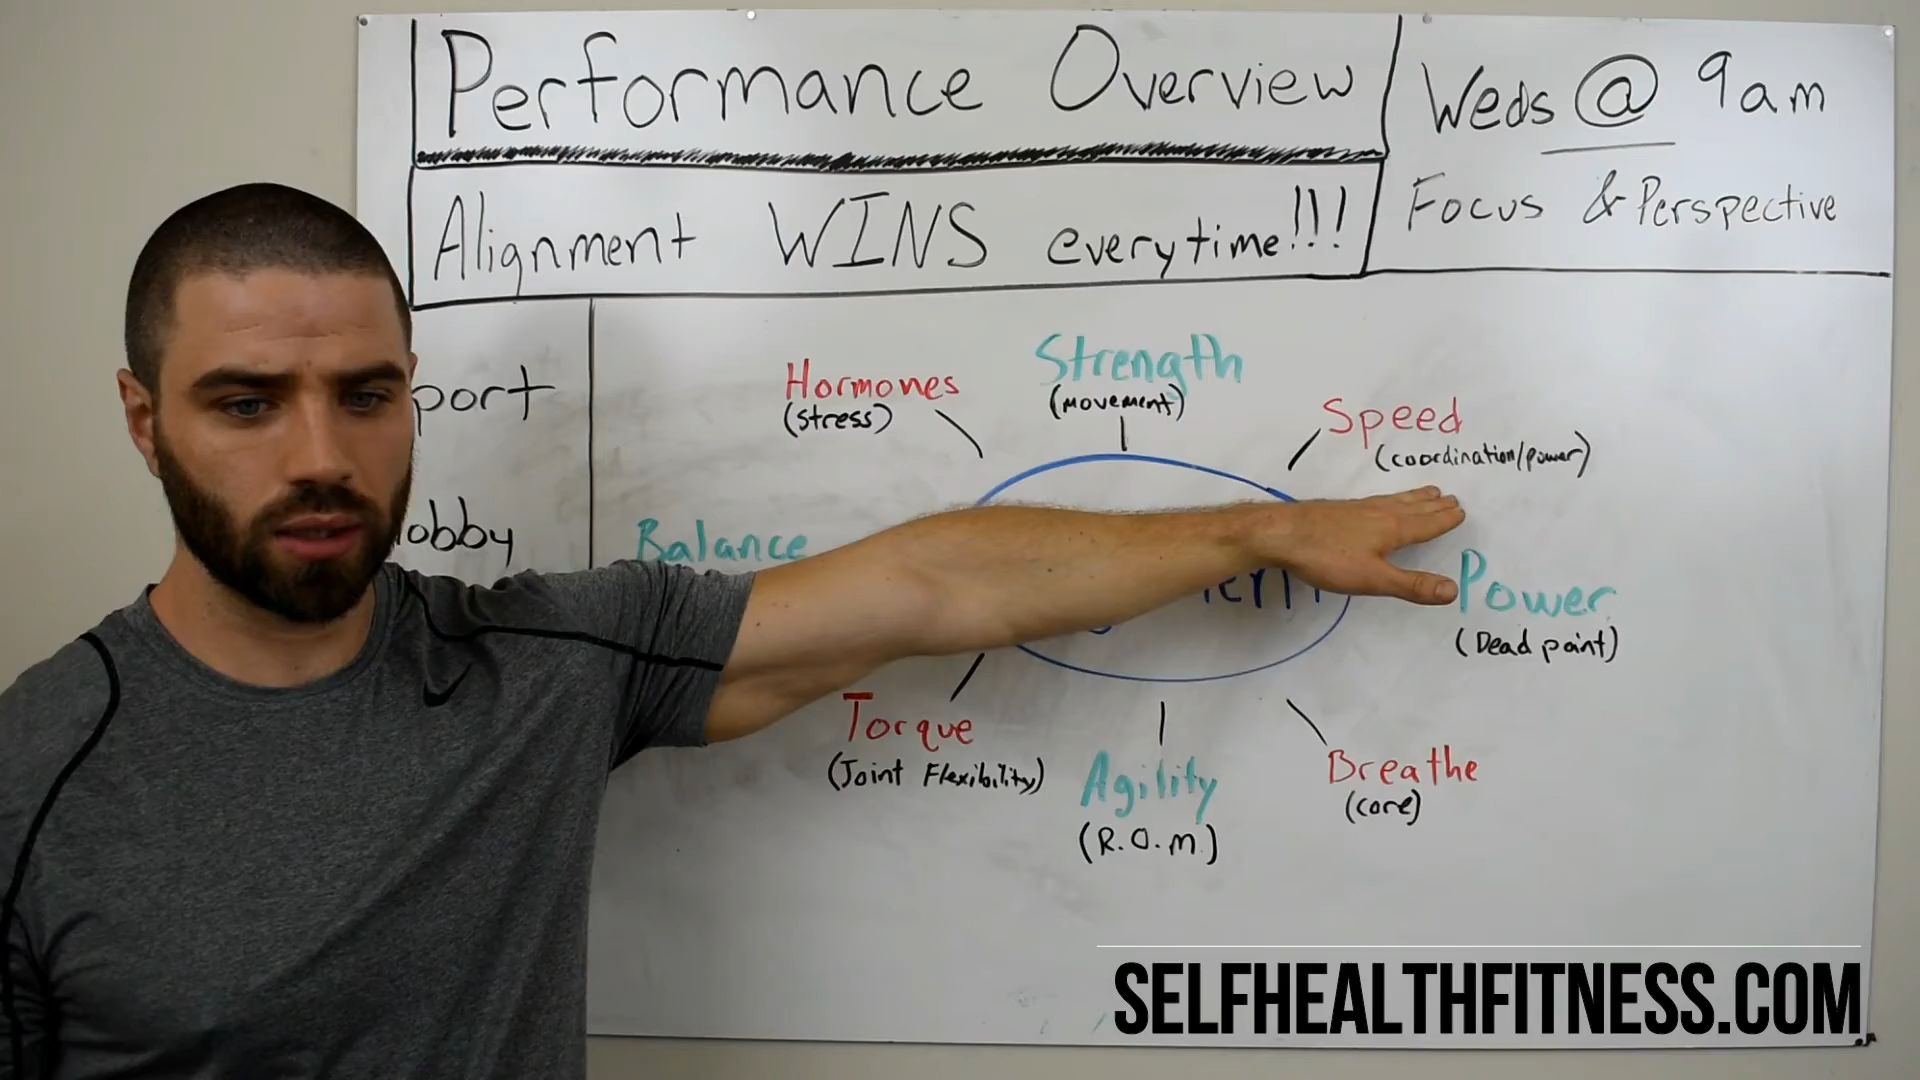 Performance Overview
Weds @ 9am
Alignment WINS everytime!!!
Focus & Perspective
port
obby
Hormones
(stress)
Strength
(movement)
Speed
(coordination/power)
Balance
Power
(Dead point)
Torque
(Joint Flexibility)
Agility
(R.O.M.)
Breathe
(core)
SELFHEALTHFITNESS.COM